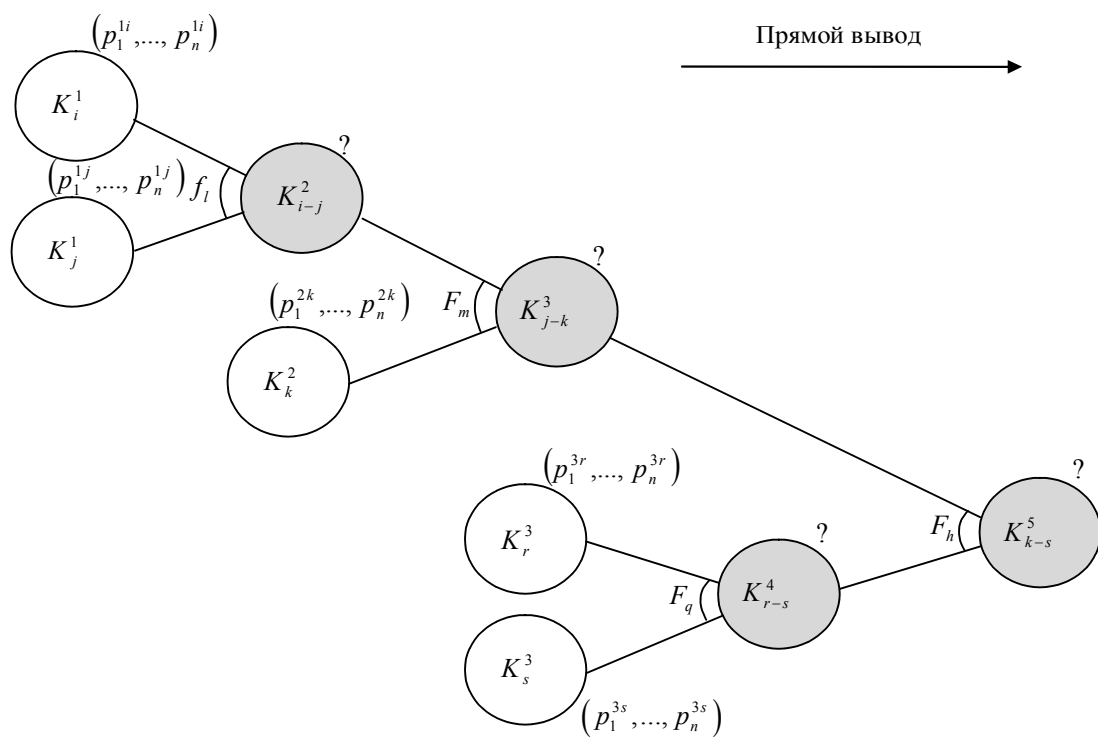 (p_1^{1i},..., p_n^{1i})
Прямой вывод
K_i^1
?
(p_1^{1j},..., p_n^{1j}) f_l
K_{i-j}^2
K_j^1
?
(p_1^{2k},..., p_n^{2k})
F_m
K_{j-k}^3
K_k^2
(p_1^{3r},..., p_n^{3r})
?
K_r^3
?
F_h
K_{k-s}^5
F_q
K_{r-s}^4
K_s^3
(p_1^{3s},..., p_n^{3s})